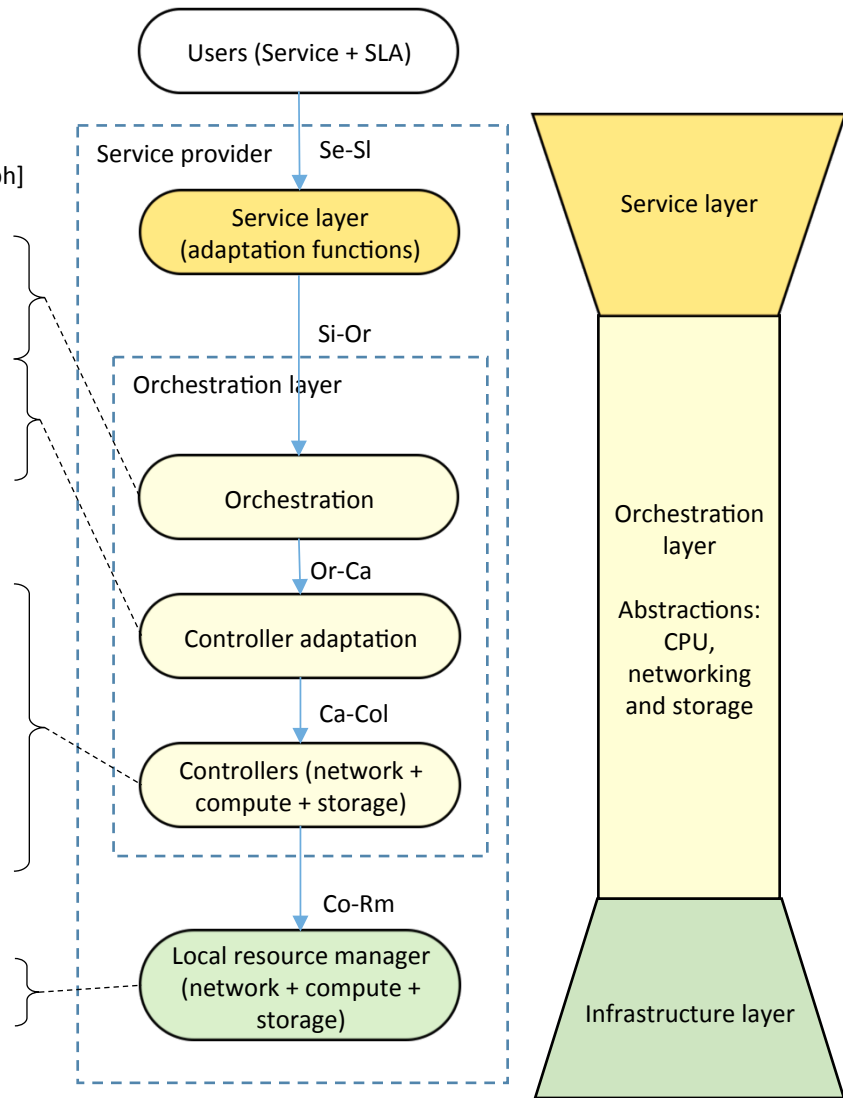 Users (Service + SLA)
Service provider
Se-Sl
ph]
Service layer
(adaptation functions)
Si-Or
Orchestration layer
Orchestration
Or-Ca
Controller adaptation
Ca-Col
Controllers (network +
compute + storage)
Co-Rm
Local resource manager
(network + compute +
storage)
Service layer
Orchestration
layer
Abstractions:
CPU,
networking
and storage
Infrastructure layer